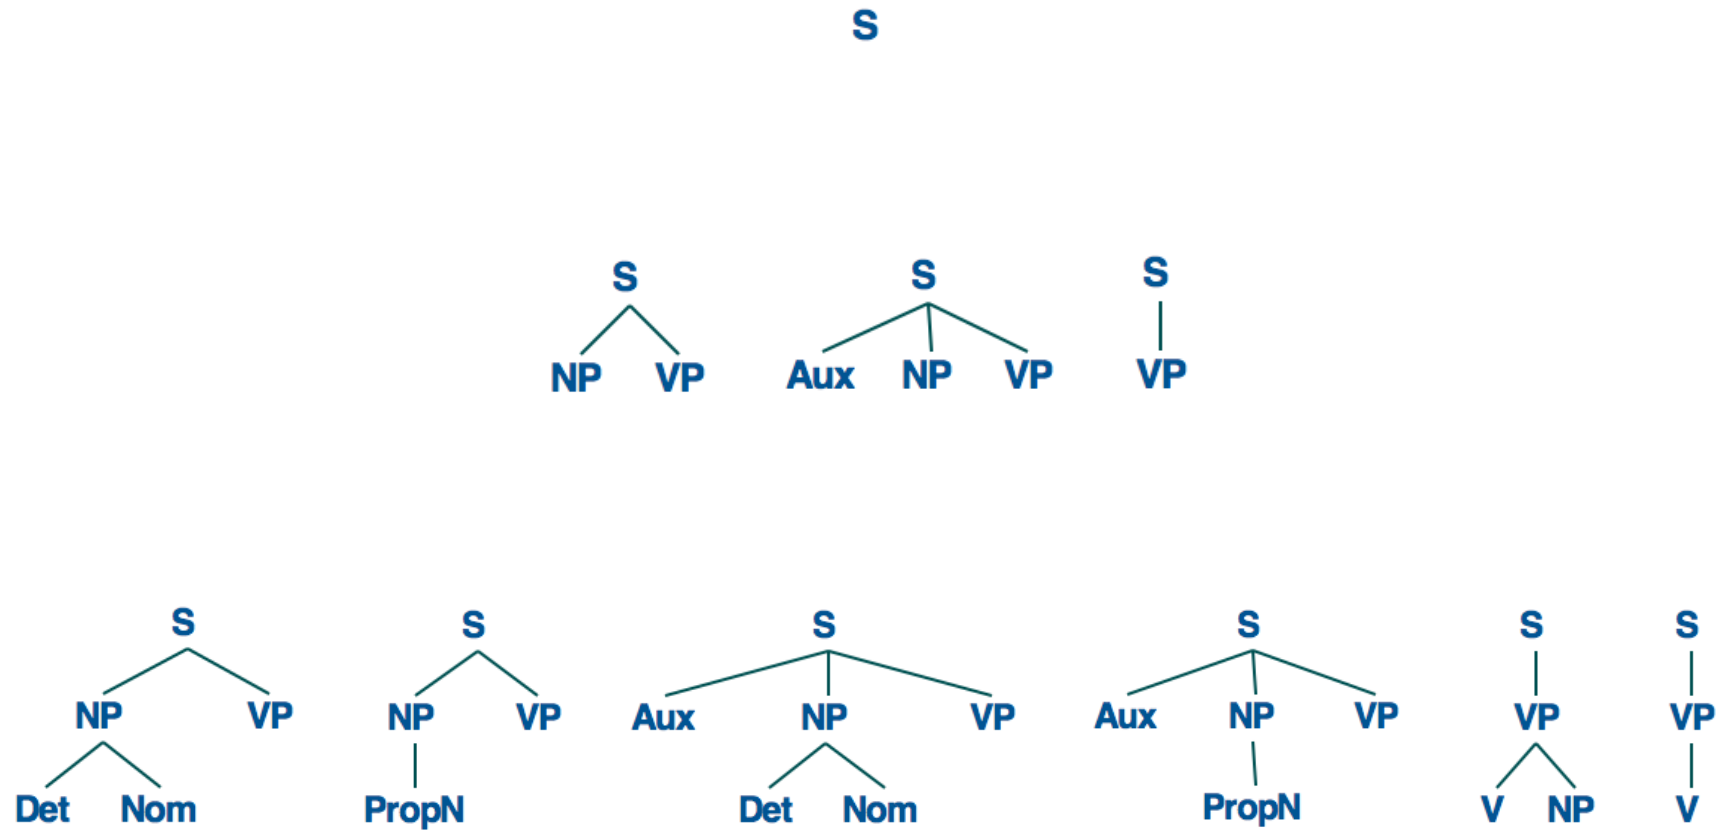 S
S S S
NP VP Aux NP VP VP
S S S S S S
NP VP NP VP Aux NP VP Aux NP VP VP VP
Det Nom PropN Det Nom PropN V NP V